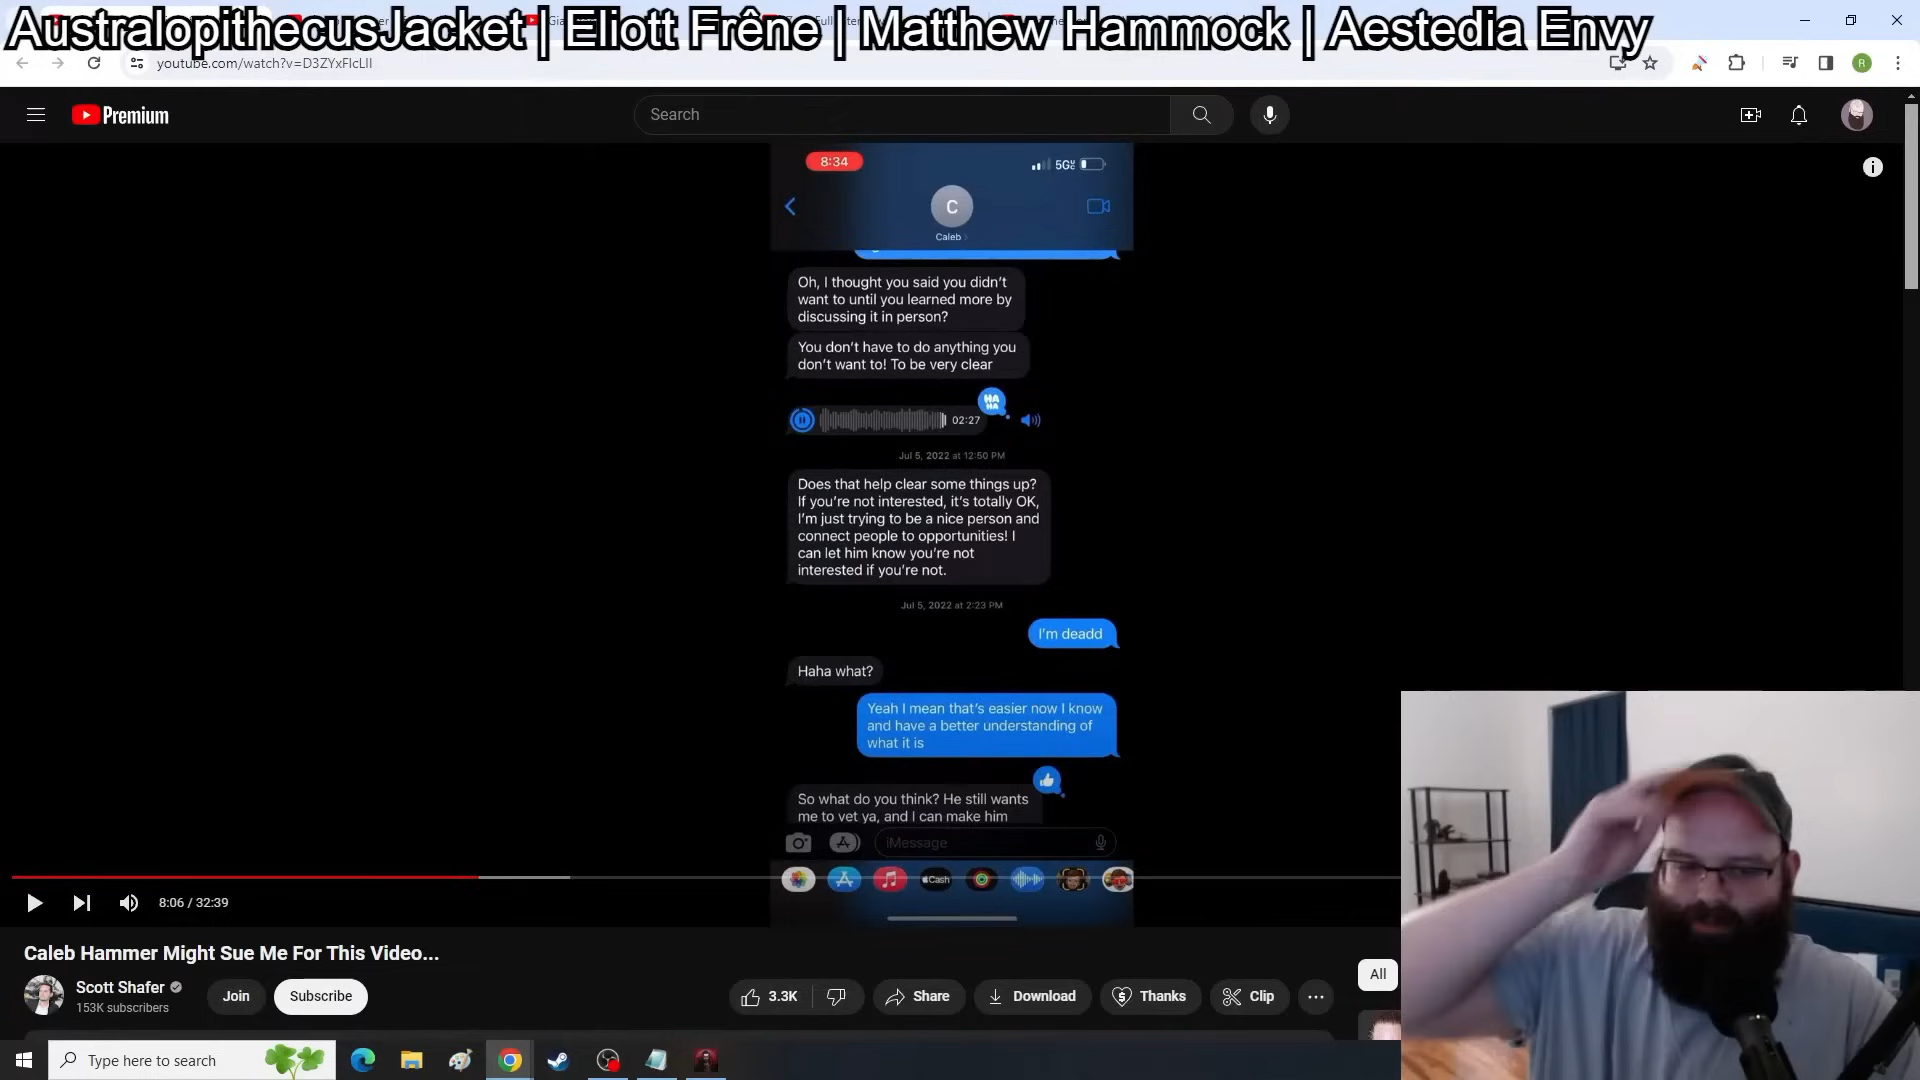 AustralopithecusJacket | Eliott Frêne | Matthew Hammock | Aestedia Envy
youtube.com/watch?v=D3ZYxFlcLlI
R
Premium
Search
8:34
5G
C
Caleb
Oh, I thought you said you didn't
want to until you learned more by
discussing it in person?
You don't have to do anything you
don't want to! To be very clear
HA
HA
02:27
Jul 5, 2022 at 12:50 PM
Does that help clear some things up?
If you're not interested, it's totally OK,
I'm just trying to be a nice person and
connect people to opportunities! I
can let him know you're not
interested if you're not.
Jul 5, 2022 at 2:23 PM
I'm deadd
Haha what?
Yeah I mean that's easier now I know
and have a better understanding of
what it is
So what do you think? He still wants
me to vet ya, and I can make him
iMessage
Cash
8:06 / 32:39
Caleb Hammer Might Sue Me For This Video...
Scott Shafer
153K subscribers
Join
Subscribe
3.3K
Share
Download
Thanks
Clip
All
Type here to search